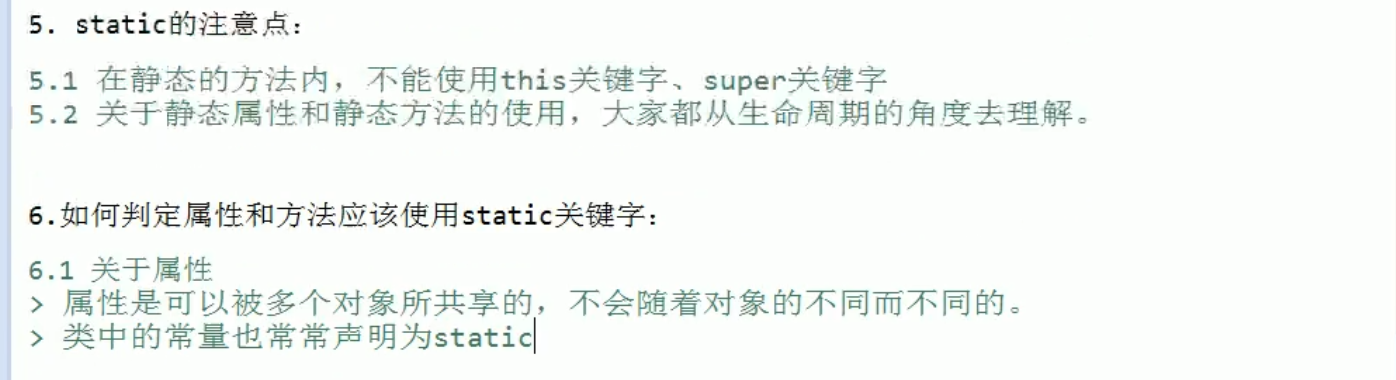 5. static的注意点：
5.1 在静态的方法内，不能使用this关键字、super关键字
5.2 关于静态属性和静态方法的使用，大家都从生命周期的角度去理解。
6.如何判定属性和方法应该使用static关键字：
6.1 关于属性
> 属性是可以被多个对象所共享的，不会随着对象的不同而不同的。
> 类中的常量也常常声明为static